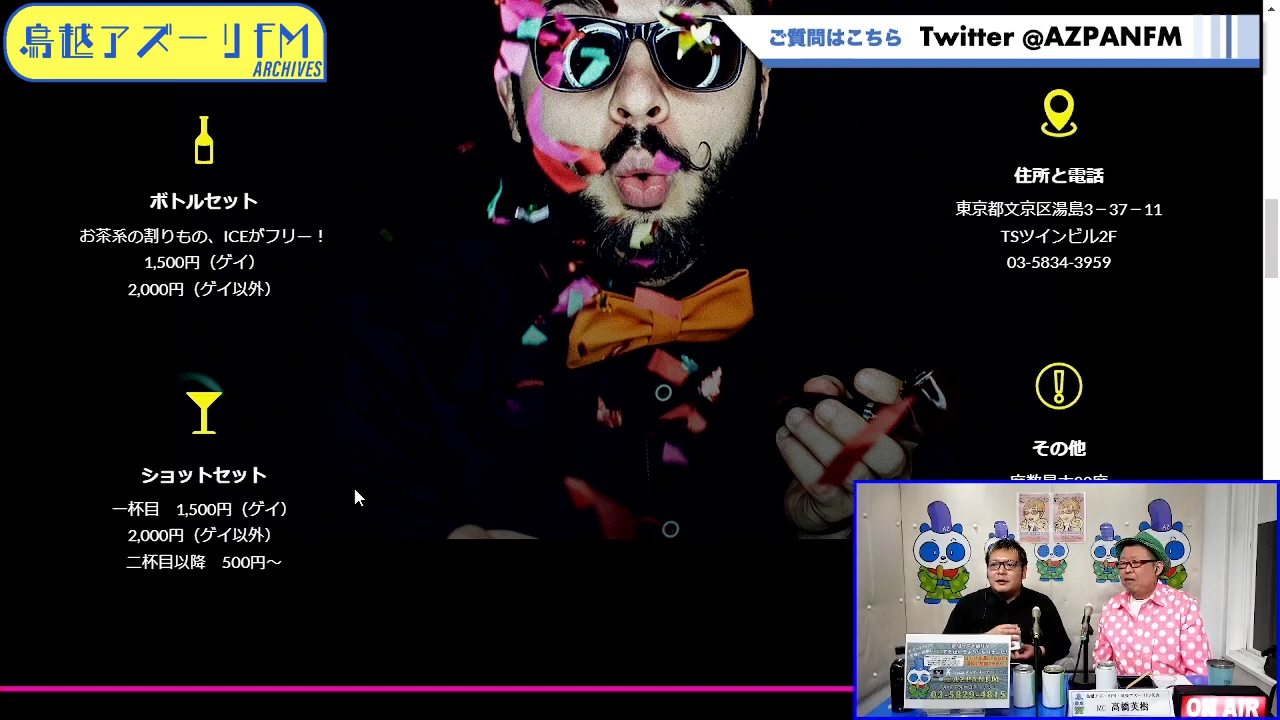 鳥越アズーリFM
ARCHIVES
ご質問はこちら Twitter @AZPANFM
ボトルセット
お茶系の割りもの、ICEがフリー！
1,500円（ゲイ）
2,000円（ゲイ以外）
ショットセット
一杯目 1,500円（ゲイ）
2,000円（ゲイ以外）
二杯目以降 500円～
住所と電話
東京都文京区湯島3－37－11
TSツインビル2F
03-5834-3959
その他
@AZPANFM
03-5829-4815
MC 高橋美樹
ON AIR